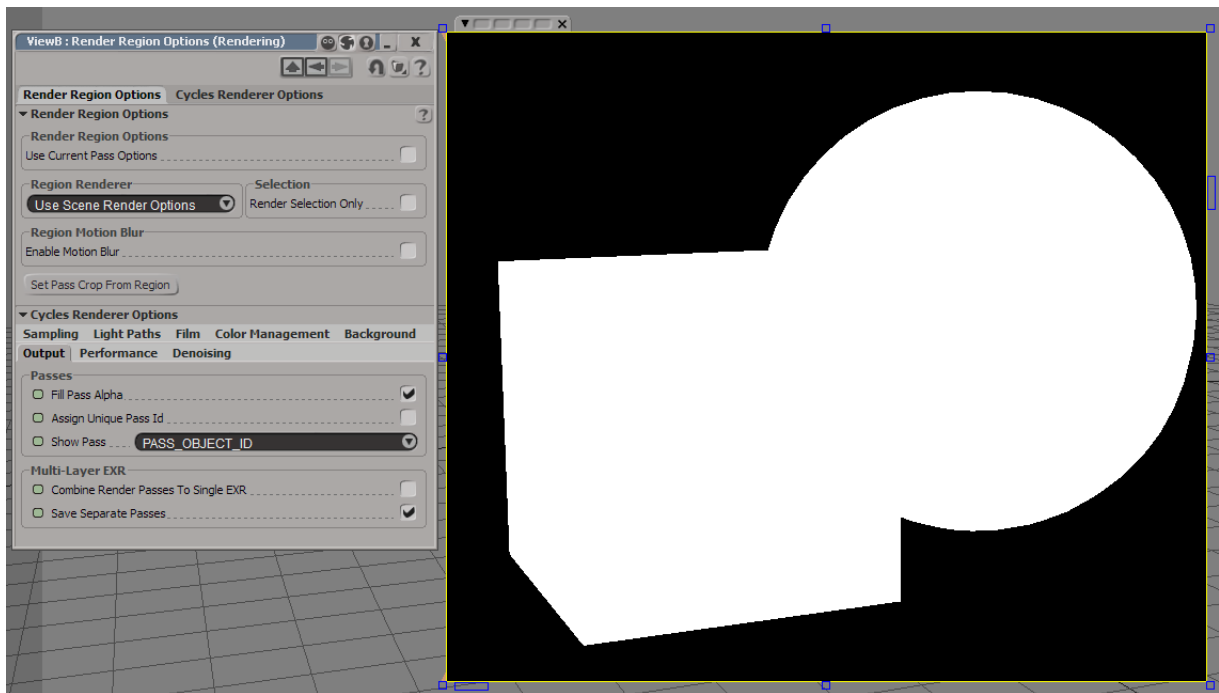 ViewB : Render Region Options (Rendering)
Render Region Options Cycles Renderer Options
Render Region Options
Render Region Options
Use Current Pass Options
Region Renderer Selection
Use Scene Render Options Render Selection Only
Region Motion Blur
Enable Motion Blur
Set Pass Crop From Region
Cycles Renderer Options
Sampling Light Paths Film Color Management Background
Output Performance Denoising
Passes
Fill Pass Alpha
Assign Unique Pass Id
Show Pass PASS_OBJECT_ID
Multi-Layer EXR
Combine Render Passes To Single EXR
Save Separate Passes